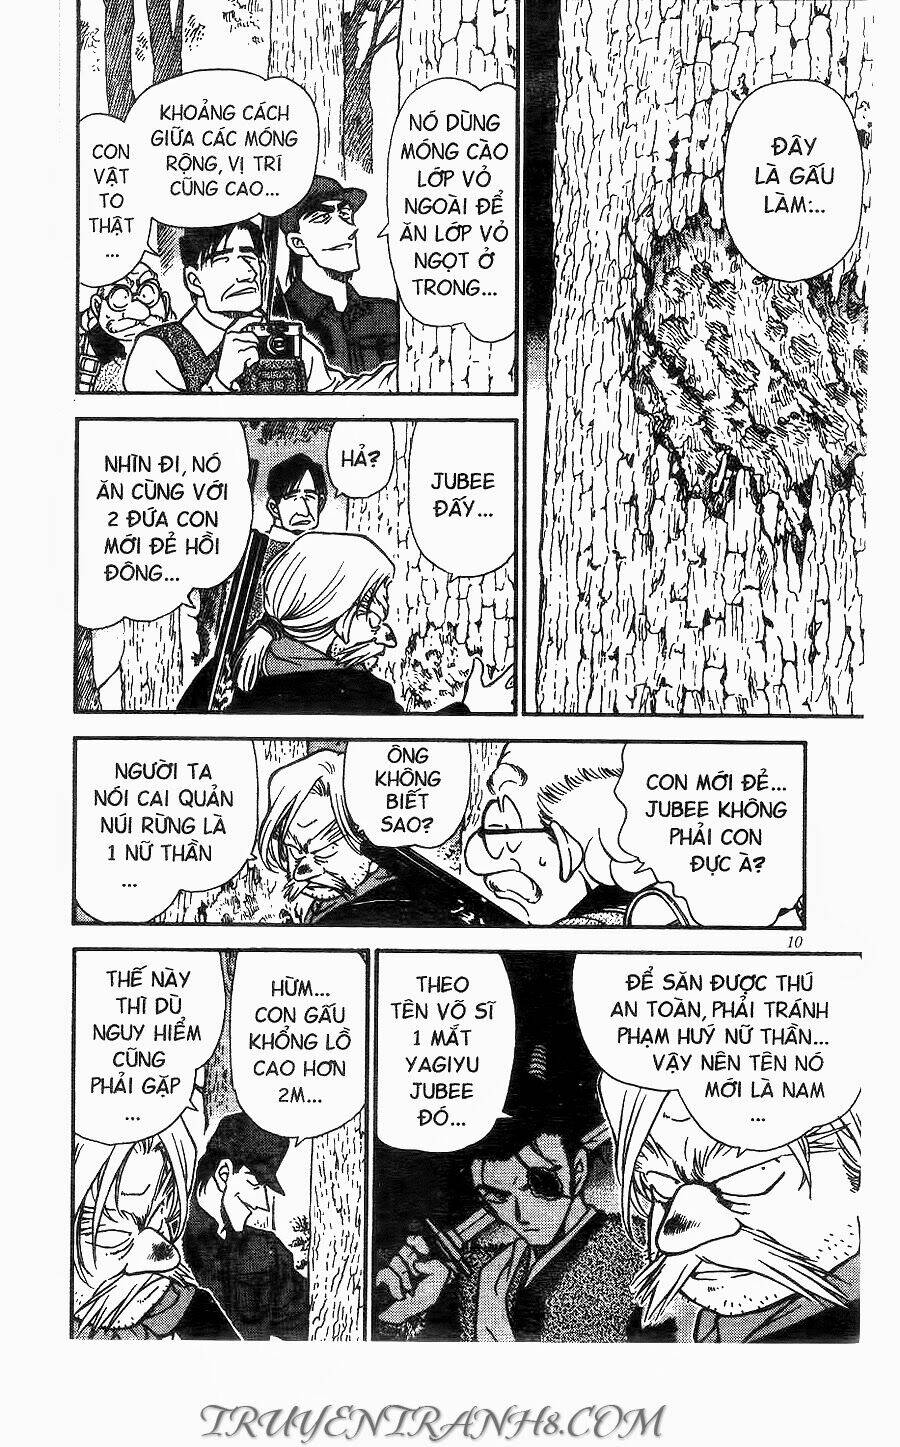 ĐÂY
LÀ GẤU
LÀM...
NÓ DÙNG
MÓNG CÀO
LỚP VỎ
NGOÀI ĐỂ
ĂN LỚP VỎ
NGỌT Ở
TRONG...
KHOẢNG CÁCH
GIỮA CÁC MÓNG
RỘNG, VỊ TRÍ
CŨNG CAO...
CON
VẬT
TO
THẬT
...
JUBEE
ĐẤY...
HẢ?
NHÌN ĐI, NÓ
ĂN CÙNG VỚI
2 ĐỨA CON
MỚI ĐẺ HỒI
ĐÔNG...
CON MỚI ĐẺ...
JUBEE KHÔNG
PHẢI CON
ĐỰC À?
ÔNG
KHÔNG
BIẾT
SAO?
NGƯỜI TA
NÓI CAI QUẢN
NÚI RỪNG LÀ
1 NỮ THẦN
...
10
ĐỂ SĂN ĐƯỢC THÚ
AN TOÀN, PHẢI TRÁNH
PHẠM HUÝ NỮ THẦN...
VẬY NÊN TÊN NÓ
MỚI LÀ NAM
...
THEO
TÊN VÕ SĨ
1 MẮT
YAGIYU
JUBEE
ĐÓ...
HỪM...
CON GẤU
KHỔNG LỒ
CAO HƠN
2M...
THẾ NÀY
THÌ DÙ
NGUY HIỂM
CŨNG
PHẢI GẶP
...
TRUYENTRANH8.COM